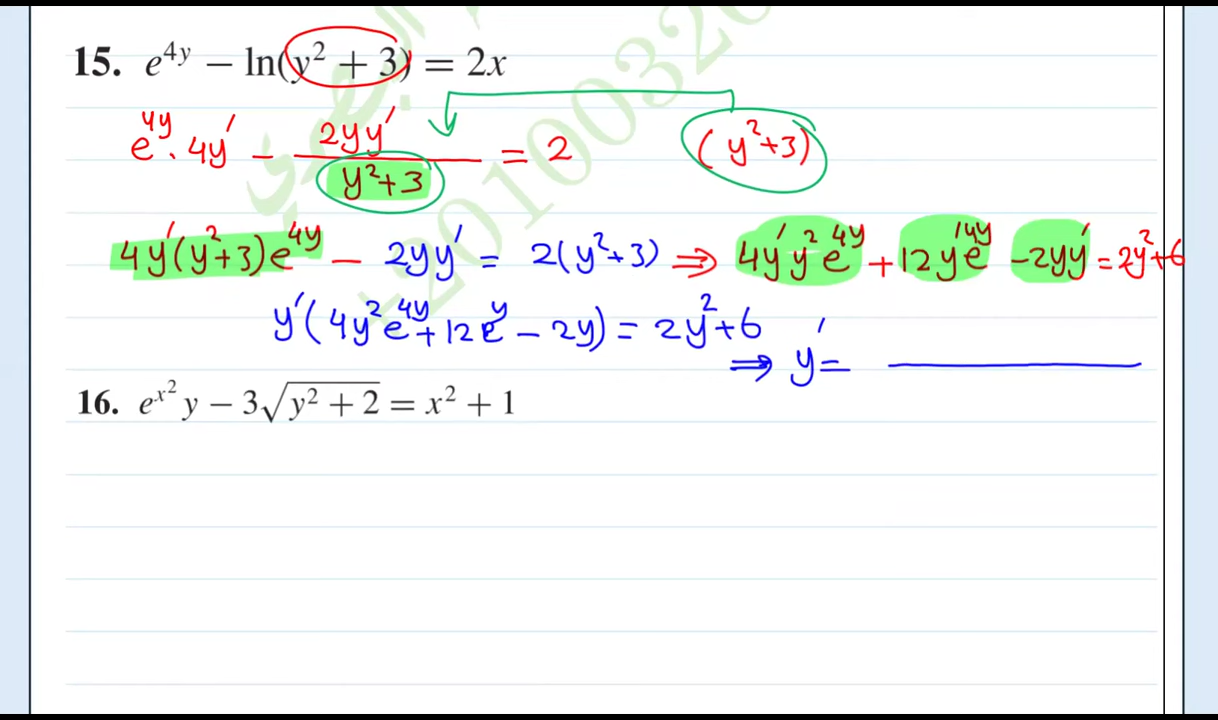 15. e^{4y} − ln(y² + 3) = 2x
e^{4y} · 4y′ − 2yy′/(y²+3) = 2 (y²+3)
4y′(y²+3)e^{4y} − 2yy′ = 2(y²+3) ⇒ 4y′y²e^{4y} + 12y′e^{4y} − 2yy′ = 2y²+6
y′(4y²e^{4y} + 12e^{y} − 2y) = 2y²+6
⇒ y′ = ———
16. e^{x²}y − 3√(y² + 2) = x² + 1
+2010032